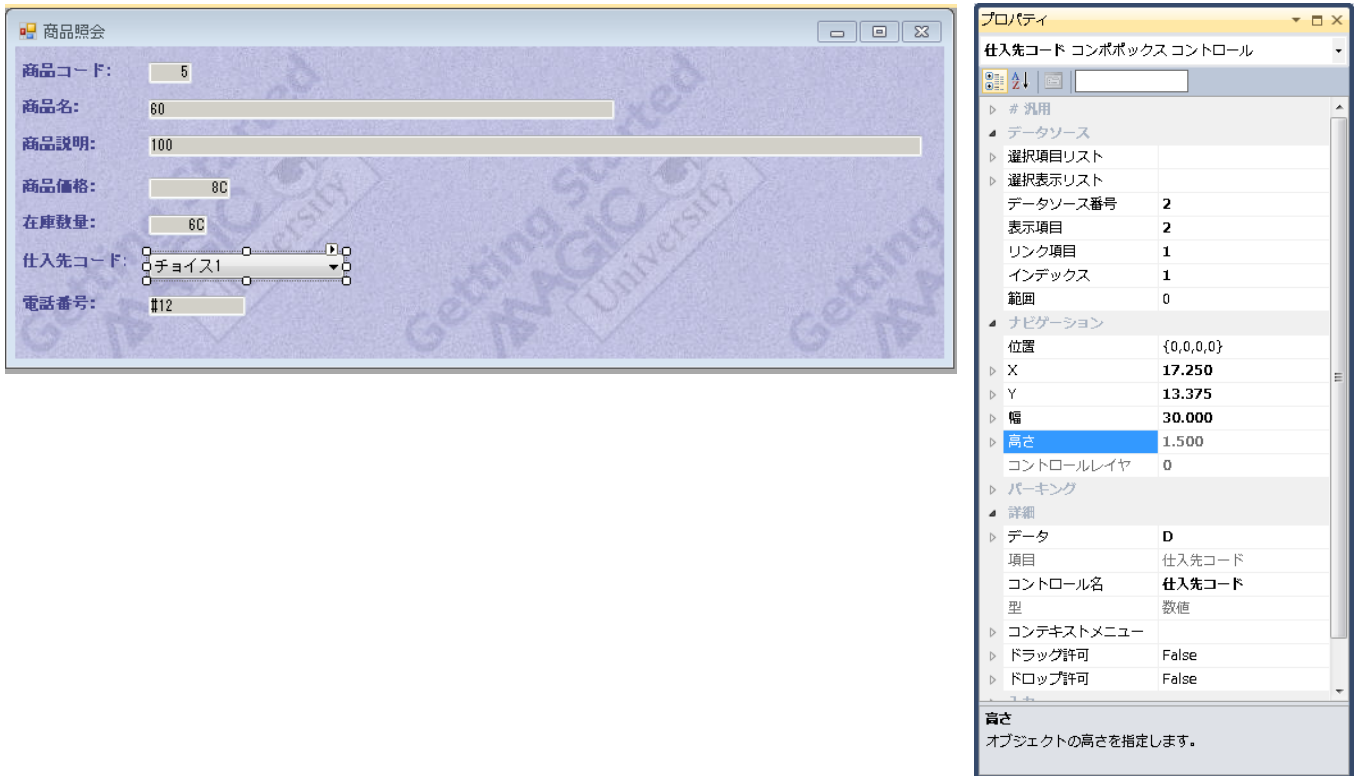 商品照会
商品コード: 5
商品名: 60
商品説明: 100
商品価格: 8C
在庫数量: 6C
仕入先コード: チョイス1
電話番号: #12
Getting Started
MAGIC
University
Getting Started
MAGIC
University
Getting Started
MAGIC
プロパティ
仕入先コード コンボボックス コントロール
# 汎用
データソース
選択項目リスト
選択表示リスト
データソース番号 2
表示項目 2
リンク項目 1
インデックス 1
範囲 0
ナビゲーション
位置 {0,0,0,0}
X 17.250
Y 13.375
幅 30.000
高さ 1.500
コントロールレイヤ 0
パーキング
詳細
データ D
項目 仕入先コード
コントロール名 仕入先コード
型 数値
コンテキストメニュー
ドラッグ許可 False
ドロップ許可 False
高さ
オブジェクトの高さを指定します。